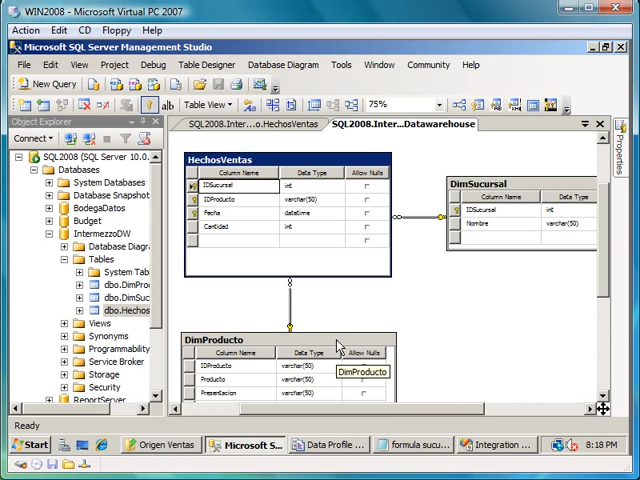 WIN2008 - Microsoft Virtual PC 2007
Action Edit CD Floppy Help
Microsoft SQL Server Management Studio
File Edit View Project Debug Table Designer Database Diagram Tools Window Community Help
New Query
Table View 75%
Object Explorer
SQL2008.Inter...o.HechosVentas SQL2008.Inter...Datawarehouse
Connect
SQL2008 (SQL Server 10.0.
Databases
System Databases
Database Snapshot
BodegaDatos
Budget
IntermezzoDW
Database Diagr
Tables
System Tab
dbo.DimPro
dbo.DimSuc
dbo.Hechos
Views
Synonyms
Programmability
Service Broker
Storage
Security
ReportServer
HechosVentas
Column Name Data Type Allow Nulls
IDSucursal int
IDProducto varchar(50)
Fecha datetime
Cantidad int
DimSucursal
Column Name Data Type
IDSucursal int
Nombre varchar(50)
DimProducto
Column Name Data Type Allow Nulls
IDProducto varchar(50)
Producto varchar(50)
Presentacion varchar(50)
DimProducto
Properties
Ready
Start Origen Ventas Microsoft S... Data Profile ... formula sucu... Integration ... 8:18 PM